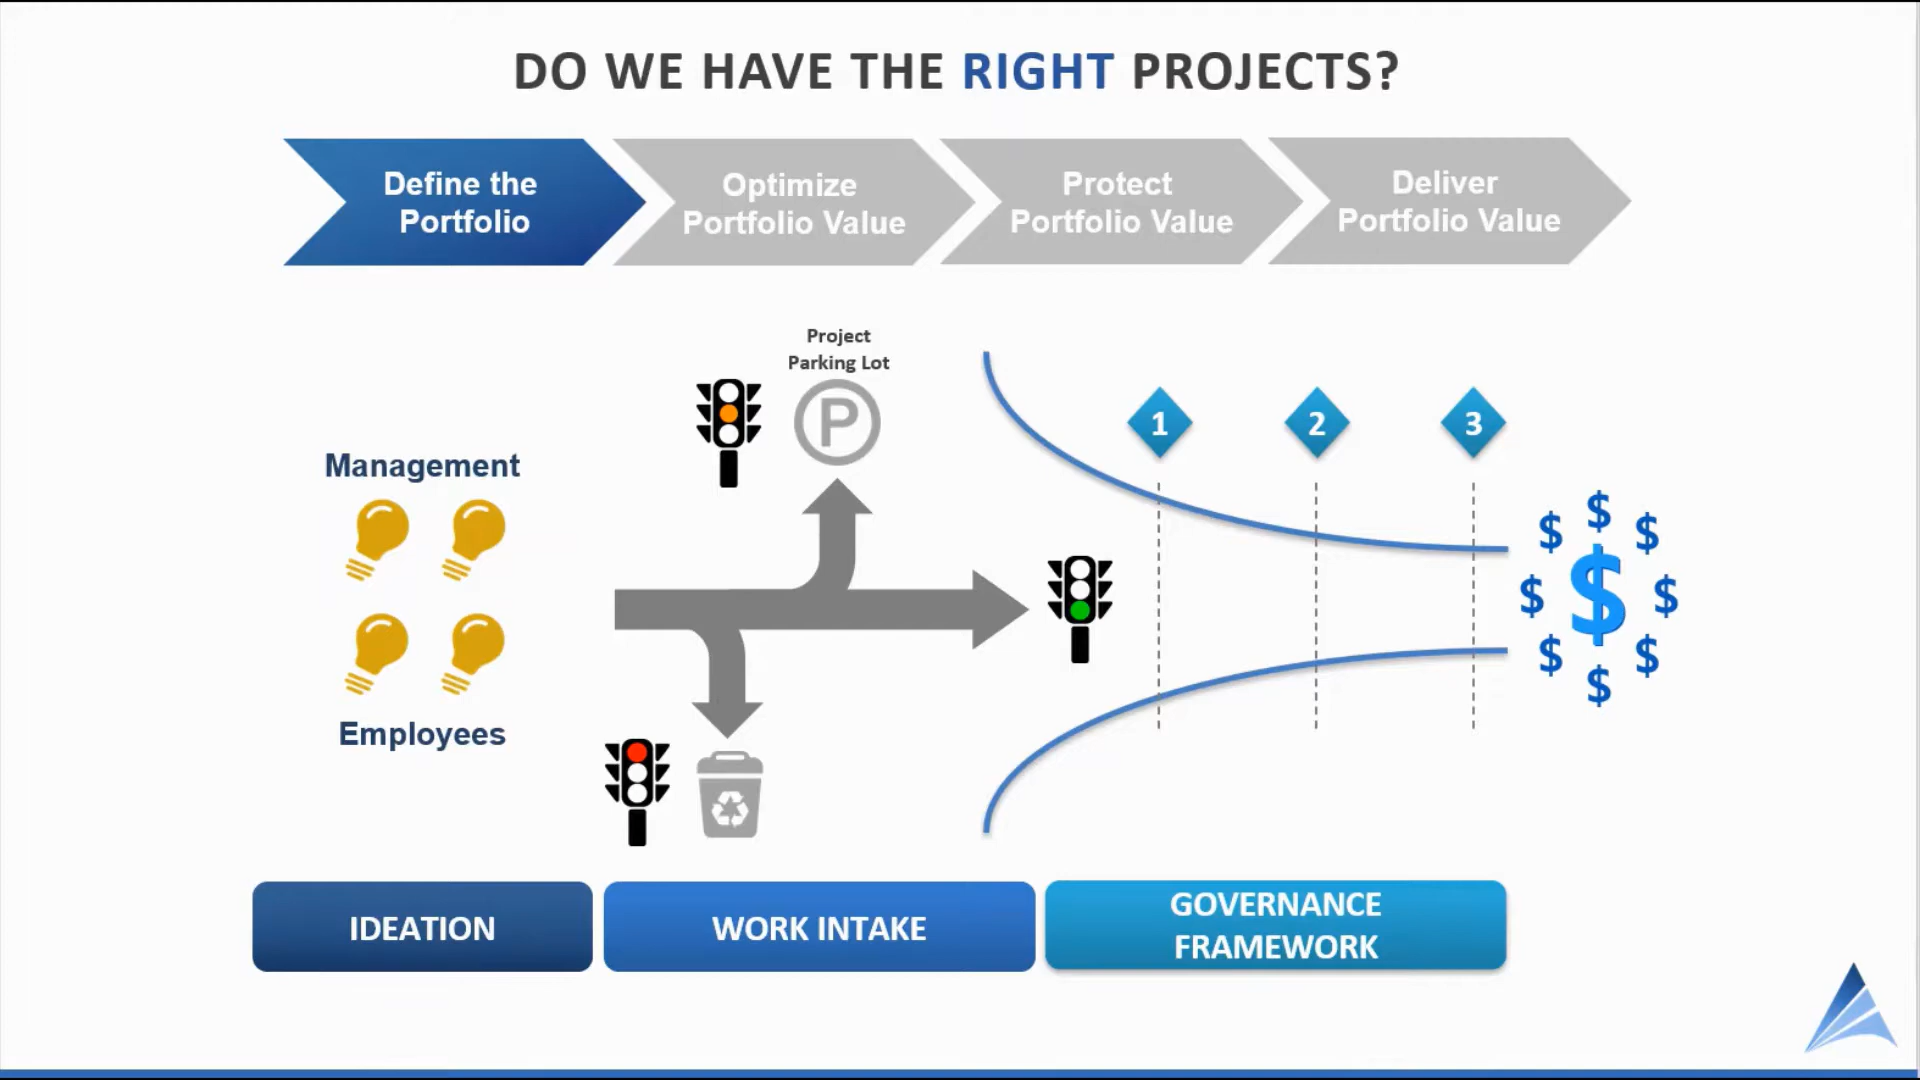 DO WE HAVE THE RIGHT PROJECTS?
Define the
Portfolio
Optimize
Portfolio Value
Protect
Portfolio Value
Deliver
Portfolio Value
Project
Parking Lot
P
1
2
3
Management
Employees
$ $ $
$ $ $
$ $ $
IDEATION
WORK INTAKE
GOVERNANCE
FRAMEWORK